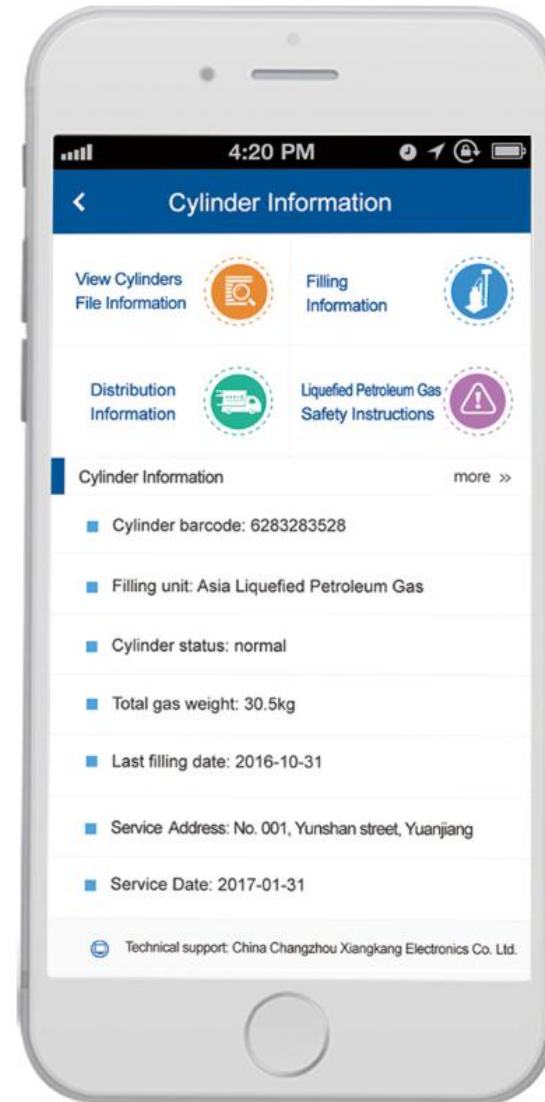 4:20 PM
Cylinder Information
View Cylinders
File Information
Filling
Information
Distribution
Information
Liquefied Petroleum Gas
Safety Instructions
Cylinder Information
more »
Cylinder barcode: 6283283528
Filling unit: Asia Liquefied Petroleum Gas
Cylinder status: normal
Total gas weight: 30.5kg
Last filling date: 2016-10-31
Service Address: No. 001, Yunshan street, Yuanjiang
Service Date: 2017-01-31
Technical support: China Changzhou Xiangkang Electronics Co. Ltd.